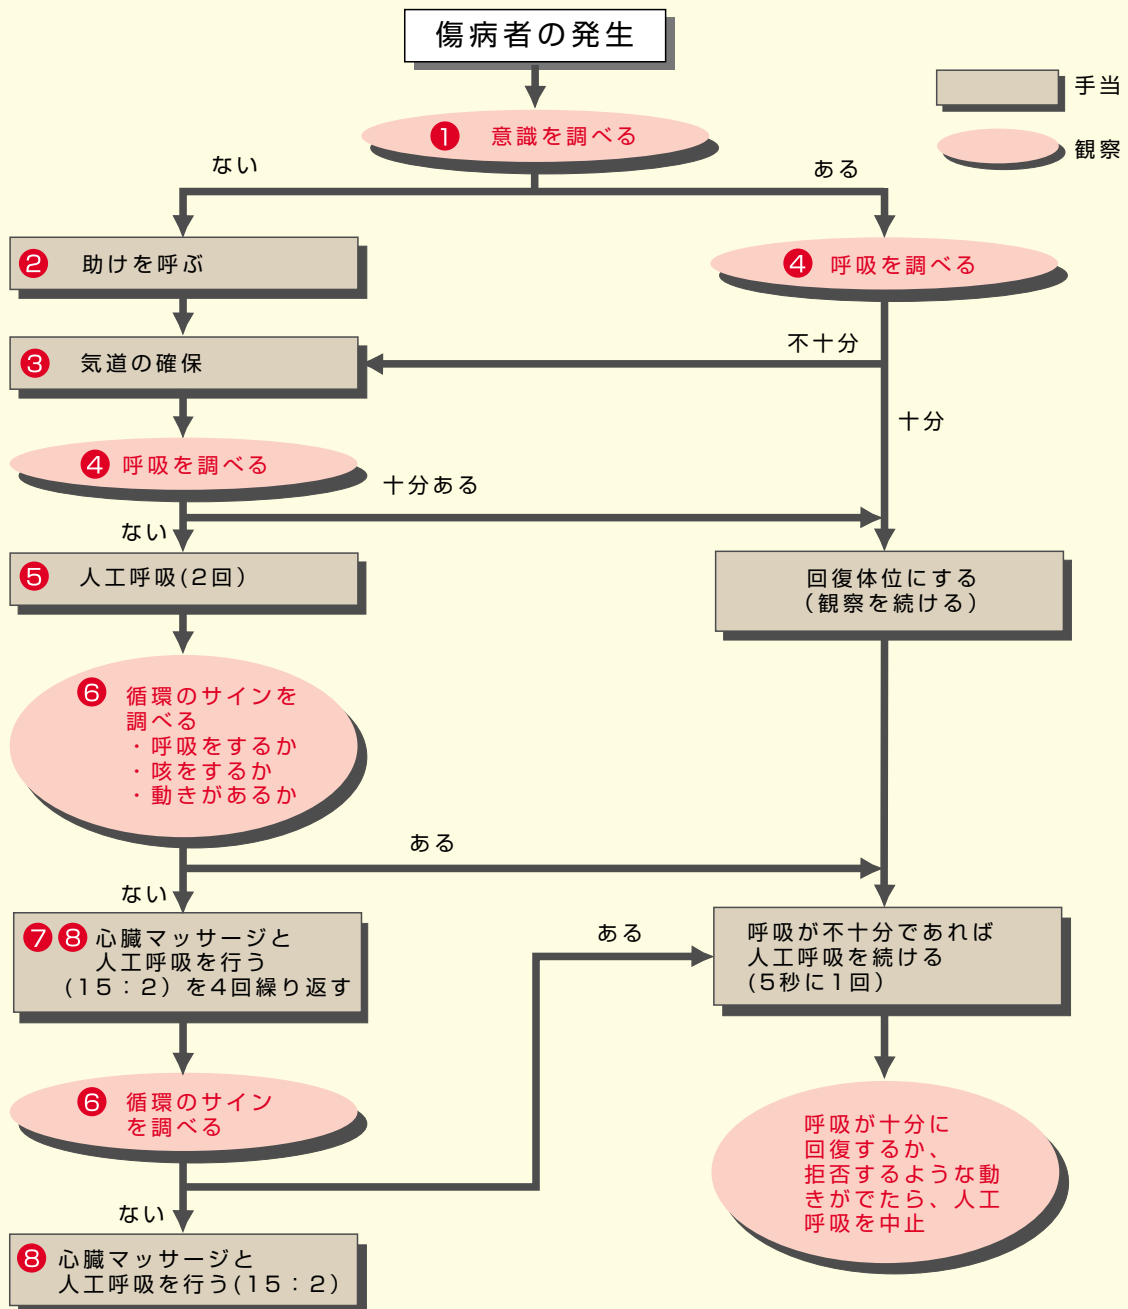 傷病者の発生
手当
観察
❶ 意識を調べる
ない
ある
❷ 助けを呼ぶ
❹ 呼吸を調べる
不十分
❸ 気道の確保
十分
❹ 呼吸を調べる
十分ある
ない
❺ 人工呼吸(2回)
回復体位にする
(観察を続ける)
❻ 循環のサインを
調べる
・呼吸をするか
・咳をするか
・動きがあるか
ある
ない
❼❽ 心臓マッサージと
人工呼吸を行う
(15:2)を4回繰り返す
ある
呼吸が不十分であれば
人工呼吸を続ける
(5秒に1回)
❻ 循環のサイン
を調べる
呼吸が十分に
回復するか、
拒否するような動
きがでたら、人工
呼吸を中止
ない
❽ 心臓マッサージと
人工呼吸を行う(15:2)